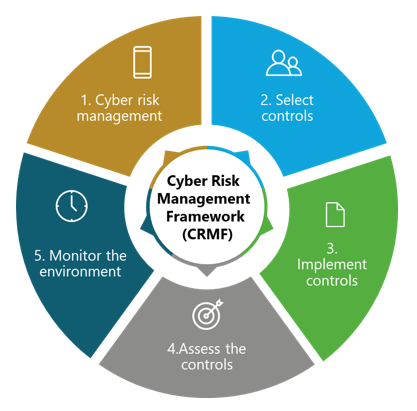 1. Cyber risk
management
2. Select
controls
3.
Implement
controls
4.Assess the
controls
5. Monitor the
environment
Cyber Risk
Management
Framework
(CRMF)